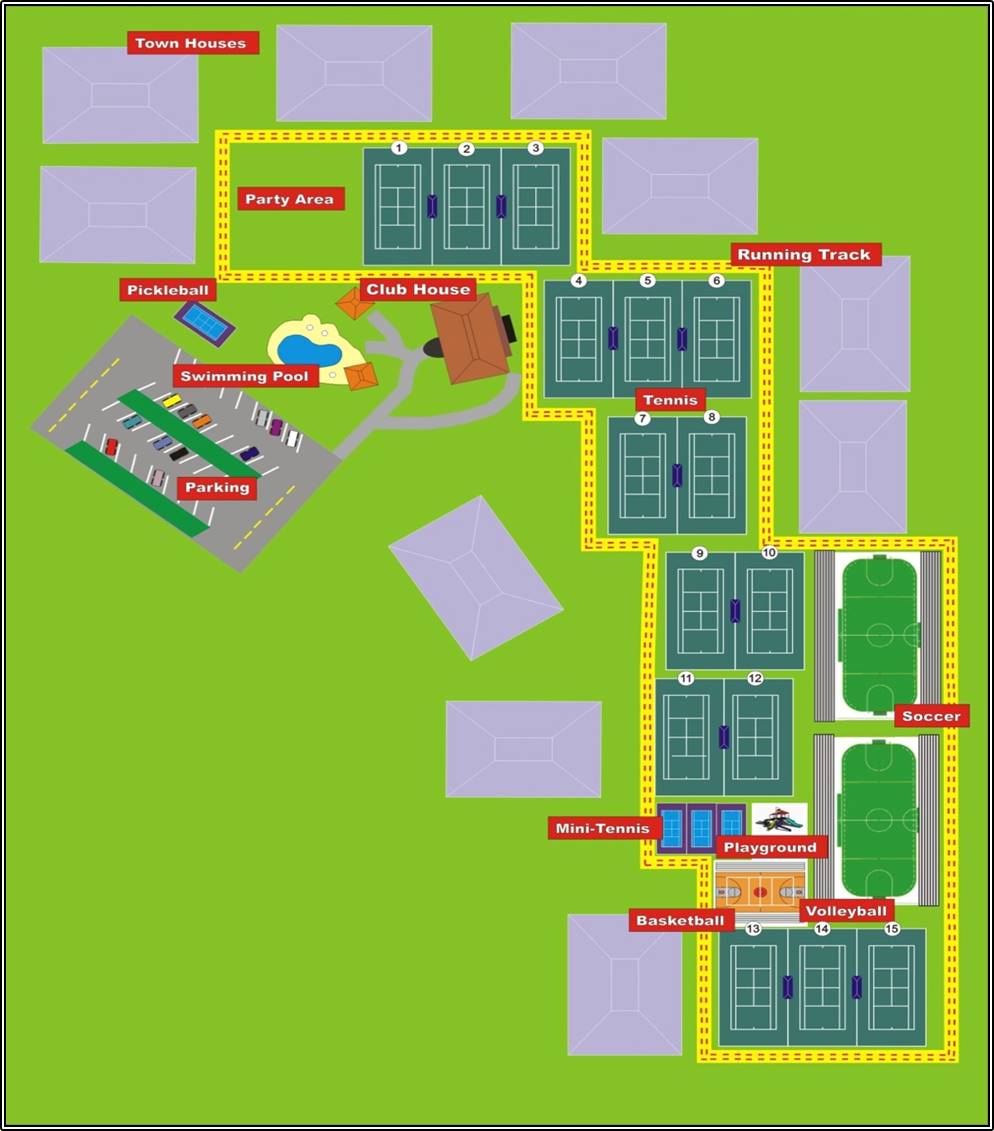 Town Houses
1
2
3
Party Area
Running Track
Pickleball
Club House
4
5
6
Swimming Pool
Tennis
7
8
Parking
9
10
11
12
Soccer
Mini-Tennis
Playground
Volleyball
Basketball
13
14
15